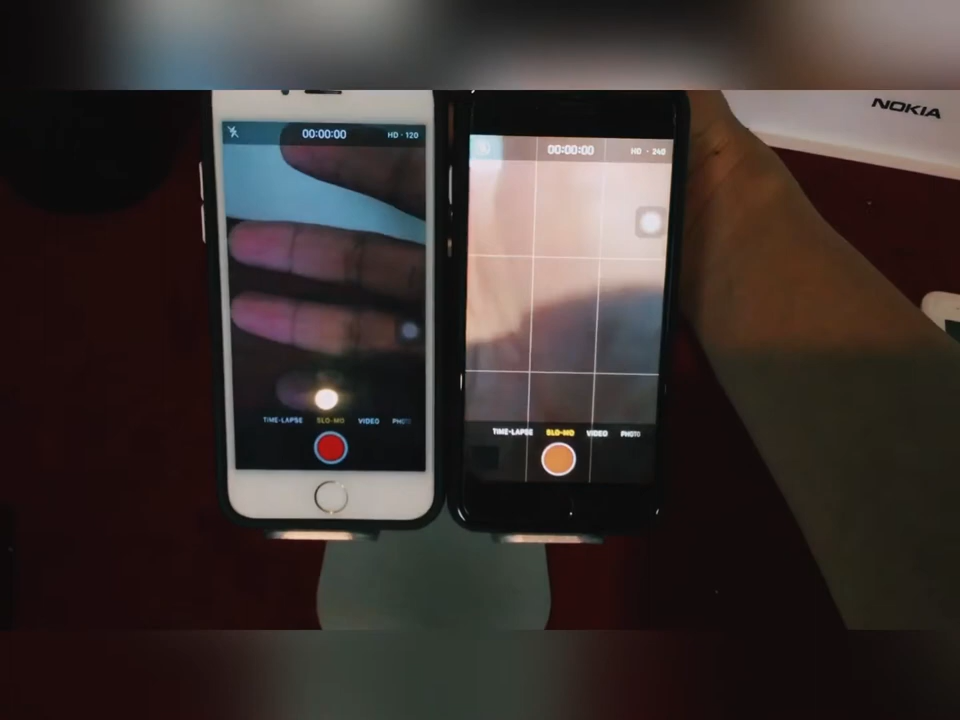 NOKIA
00:00:00
HD · 120
TIME-LAPSE SLO-MO VIDEO PHOTO
00:00:00
HD · 240
TIME-LAPSE SLO-MO VIDEO PHOTO